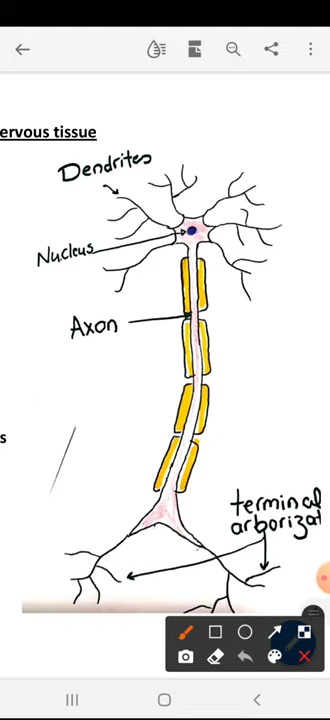 ervous tissue
Dendrites
Nucleus
Axon
s
terminal
arborizat